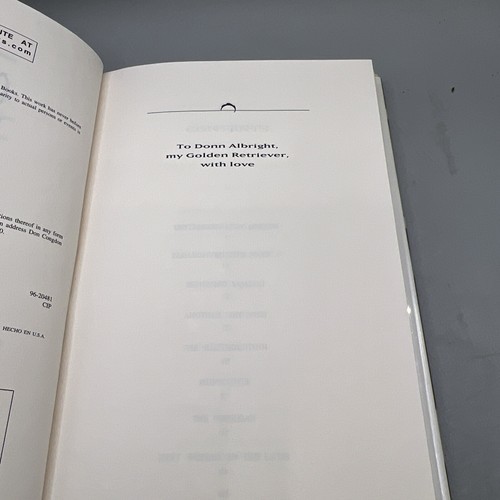 UTE AT
s.com
Books. This work has never before
arity to actual persons or events is
tions thereof in any form
n address Don Congdon
0.
96-20481
CIP
HECHO EN U.S.A.
To Donn Albright,
my Golden Retriever,
with love